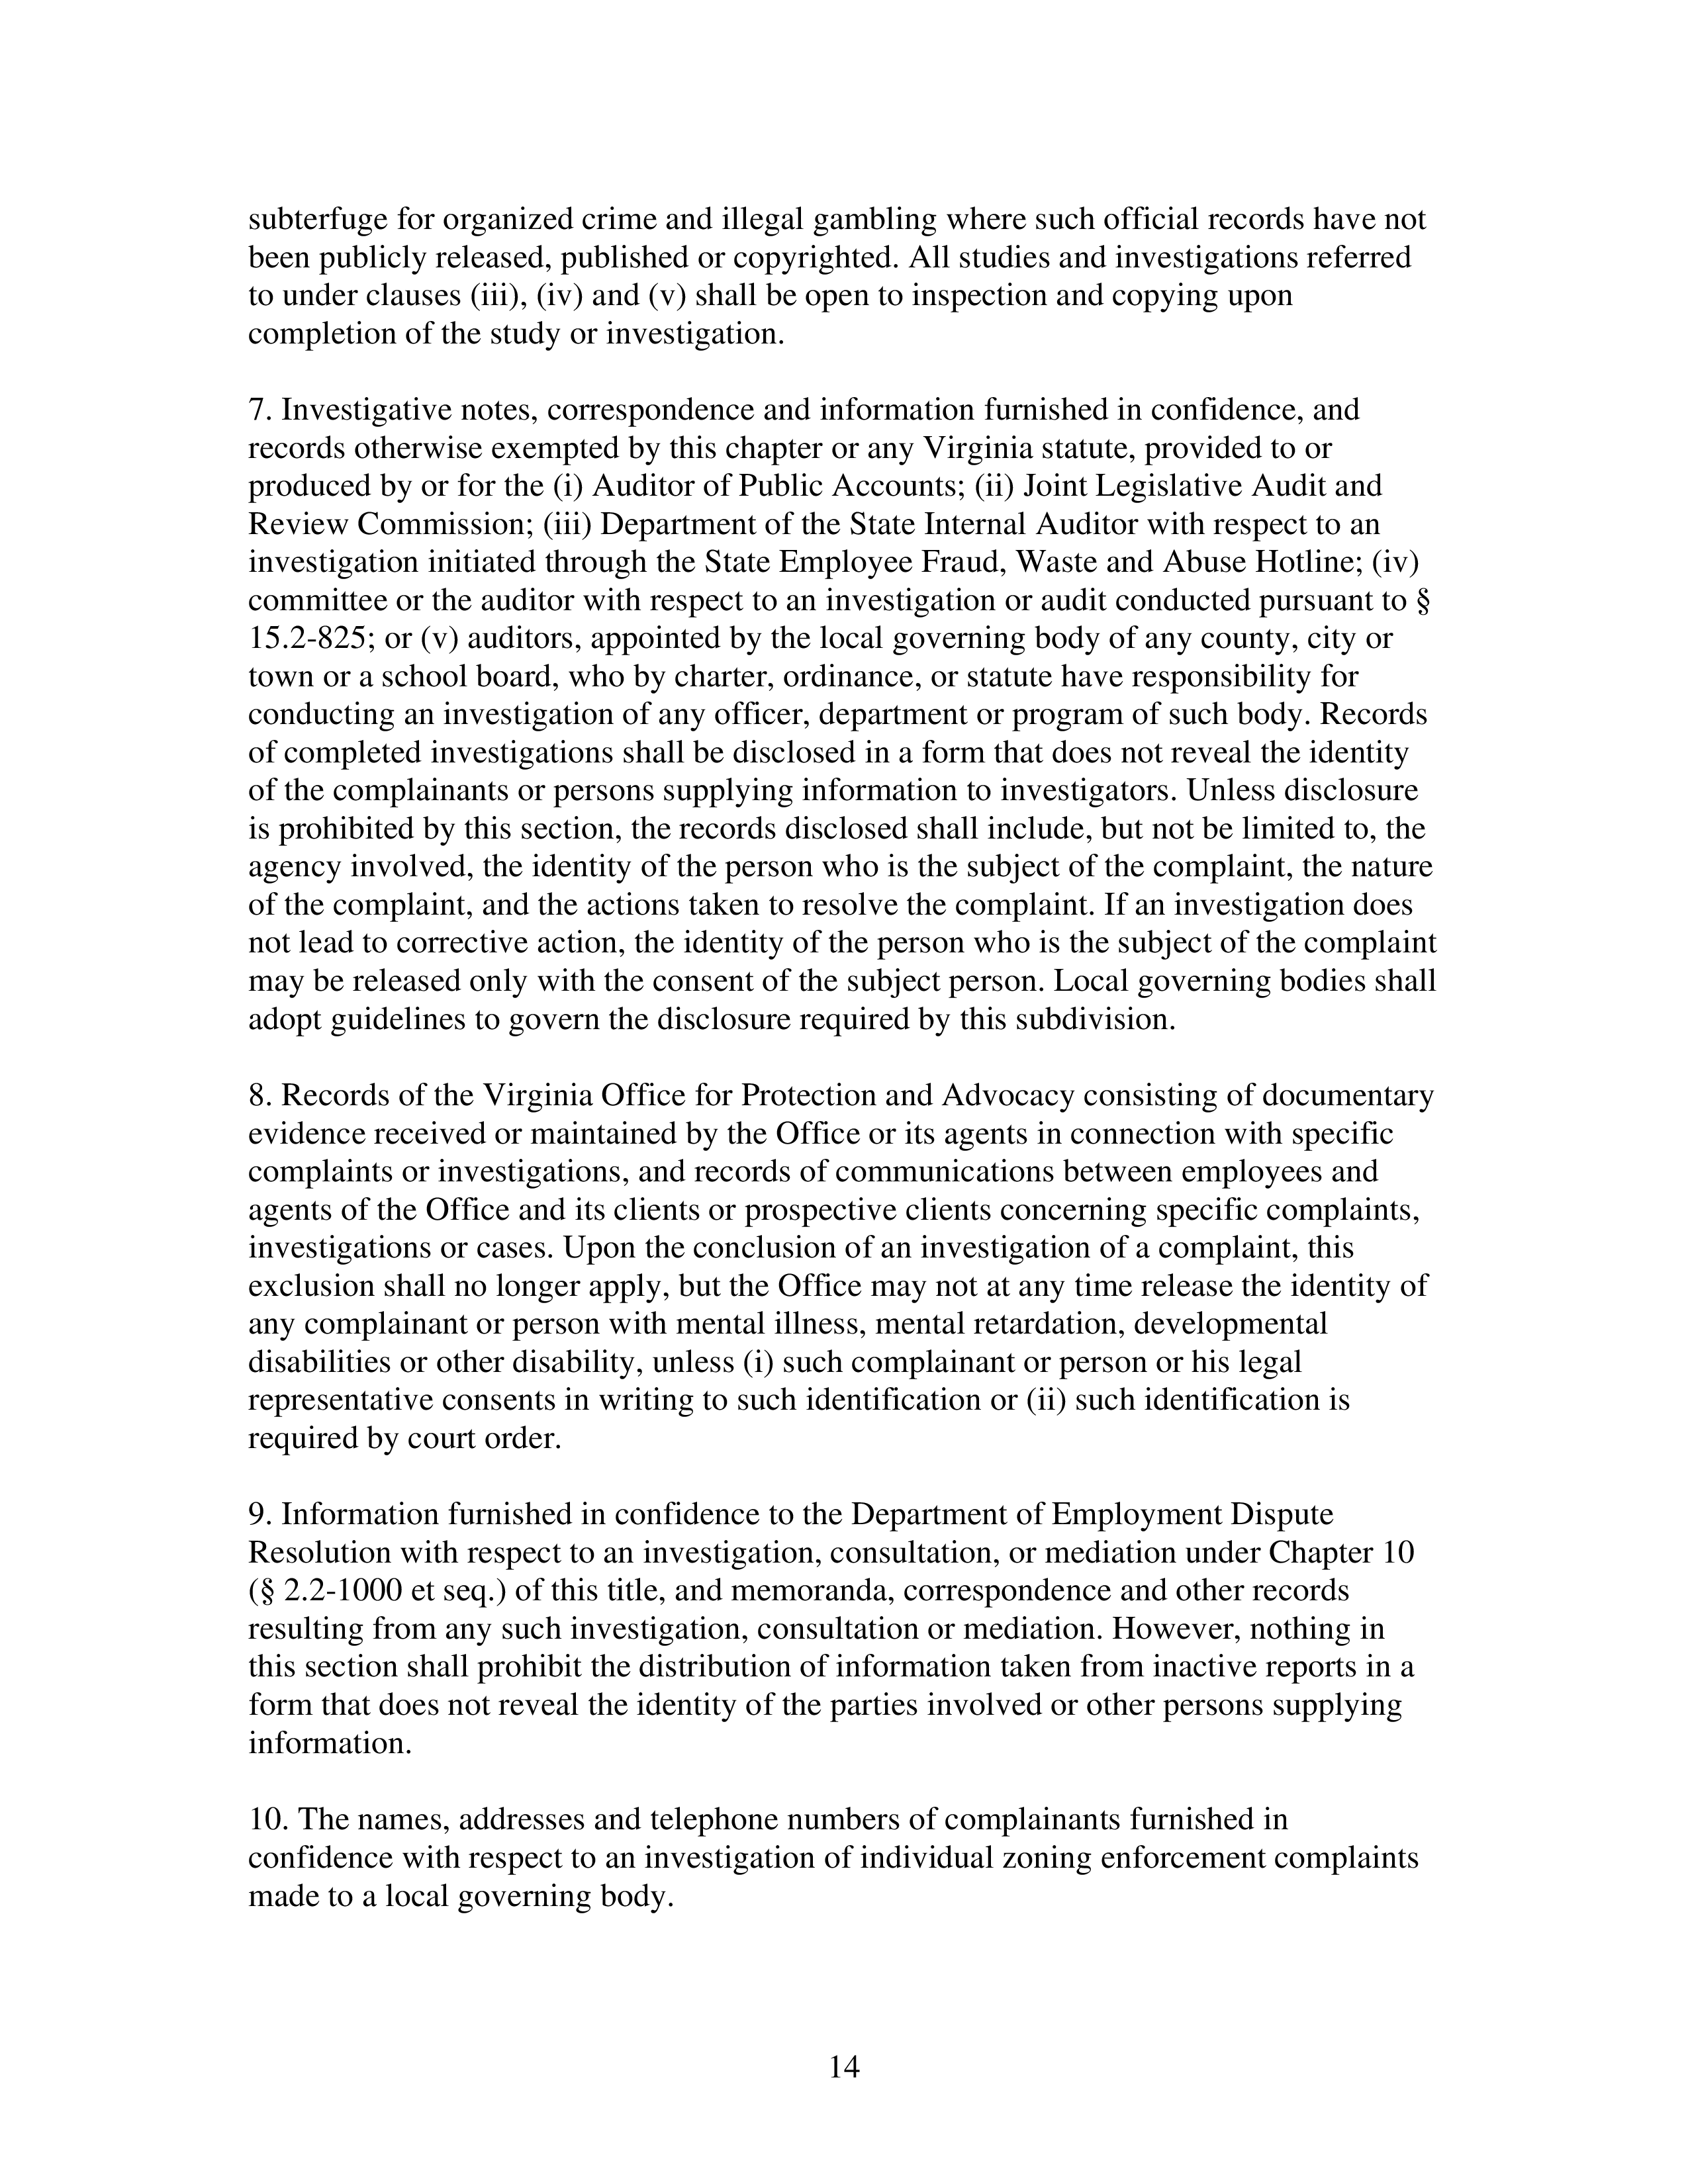 subterfuge for organized crime and illegal gambling where such official records have not
been publicly released, published or copyrighted. All studies and investigations referred
to under clauses (iii), (iv) and (v) shall be open to inspection and copying upon
completion of the study or investigation.
7. Investigative notes, correspondence and information furnished in confidence, and
records otherwise exempted by this chapter or any Virginia statute, provided to or
produced by or for the (i) Auditor of Public Accounts; (ii) Joint Legislative Audit and
Review Commission; (iii) Department of the State Internal Auditor with respect to an
investigation initiated through the State Employee Fraud, Waste and Abuse Hotline; (iv)
committee or the auditor with respect to an investigation or audit conducted pursuant to §
15.2-825; or (v) auditors, appointed by the local governing body of any county, city or
town or a school board, who by charter, ordinance, or statute have responsibility for
conducting an investigation of any officer, department or program of such body. Records
of completed investigations shall be disclosed in a form that does not reveal the identity
of the complainants or persons supplying information to investigators. Unless disclosure
is prohibited by this section, the records disclosed shall include, but not be limited to, the
agency involved, the identity of the person who is the subject of the complaint, the nature
of the complaint, and the actions taken to resolve the complaint. If an investigation does
not lead to corrective action, the identity of the person who is the subject of the complaint
may be released only with the consent of the subject person. Local governing bodies shall
adopt guidelines to govern the disclosure required by this subdivision.
8. Records of the Virginia Office for Protection and Advocacy consisting of documentary
evidence received or maintained by the Office or its agents in connection with specific
complaints or investigations, and records of communications between employees and
agents of the Office and its clients or prospective clients concerning specific complaints,
investigations or cases. Upon the conclusion of an investigation of a complaint, this
exclusion shall no longer apply, but the Office may not at any time release the identity of
any complainant or person with mental illness, mental retardation, developmental
disabilities or other disability, unless (i) such complainant or person or his legal
representative consents in writing to such identification or (ii) such identification is
required by court order.
9. Information furnished in confidence to the Department of Employment Dispute
Resolution with respect to an investigation, consultation, or mediation under Chapter 10
(§ 2.2-1000 et seq.) of this title, and memoranda, correspondence and other records
resulting from any such investigation, consultation or mediation. However, nothing in
this section shall prohibit the distribution of information taken from inactive reports in a
form that does not reveal the identity of the parties involved or other persons supplying
information.
10. The names, addresses and telephone numbers of complainants furnished in
confidence with respect to an investigation of individual zoning enforcement complaints
made to a local governing body.
14